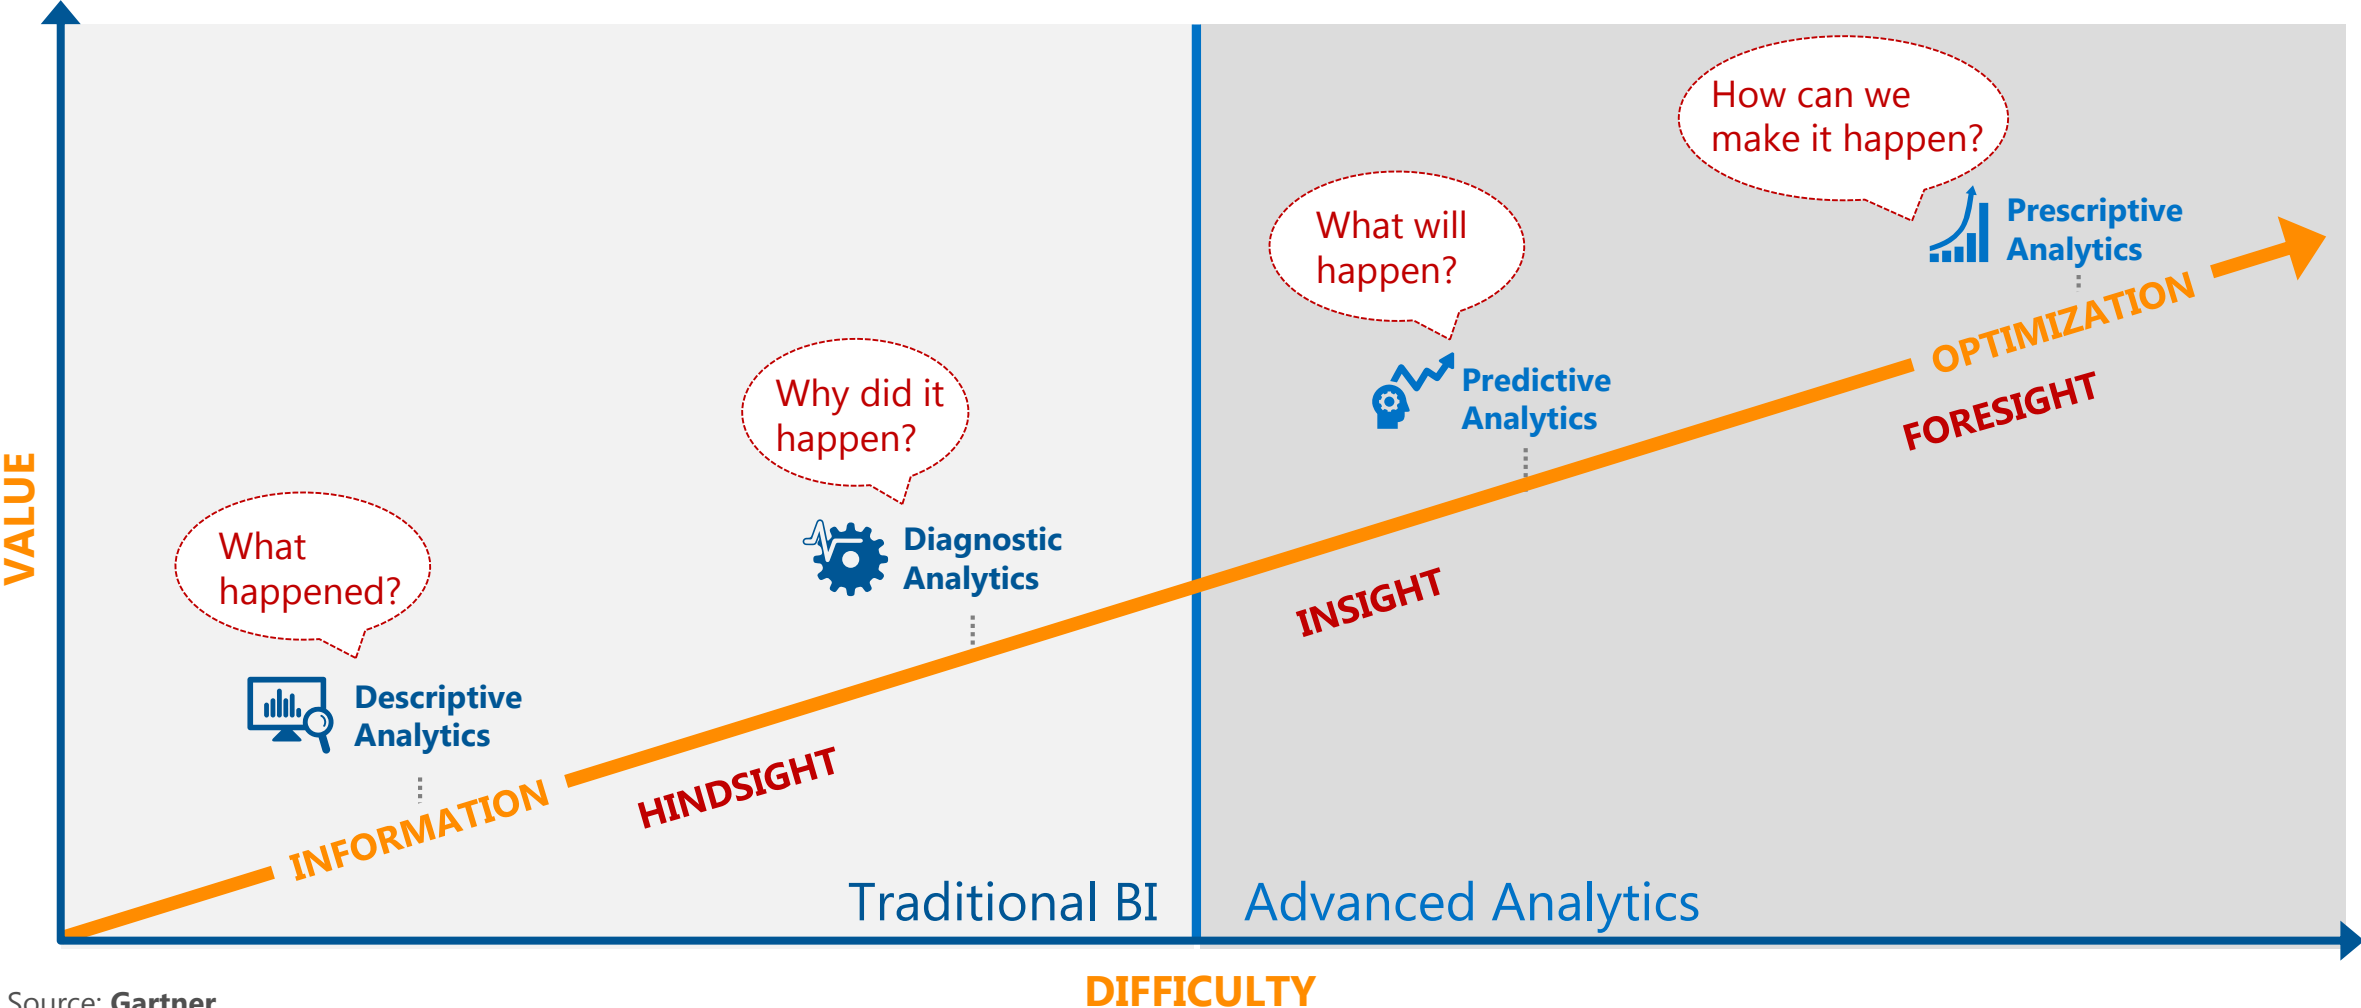 How can we
make it happen?
Prescriptive
Analytics
What will
happen?
Predictive
Analytics
OPTIMIZATION
FORESIGHT
Why did it
happen?
Diagnostic
Analytics
INSIGHT
VALUE
What
happened?
Descriptive
Analytics
INFORMATION
HINDSIGHT
Traditional BI
Advanced Analytics
DIFFICULTY
Source: Gartner